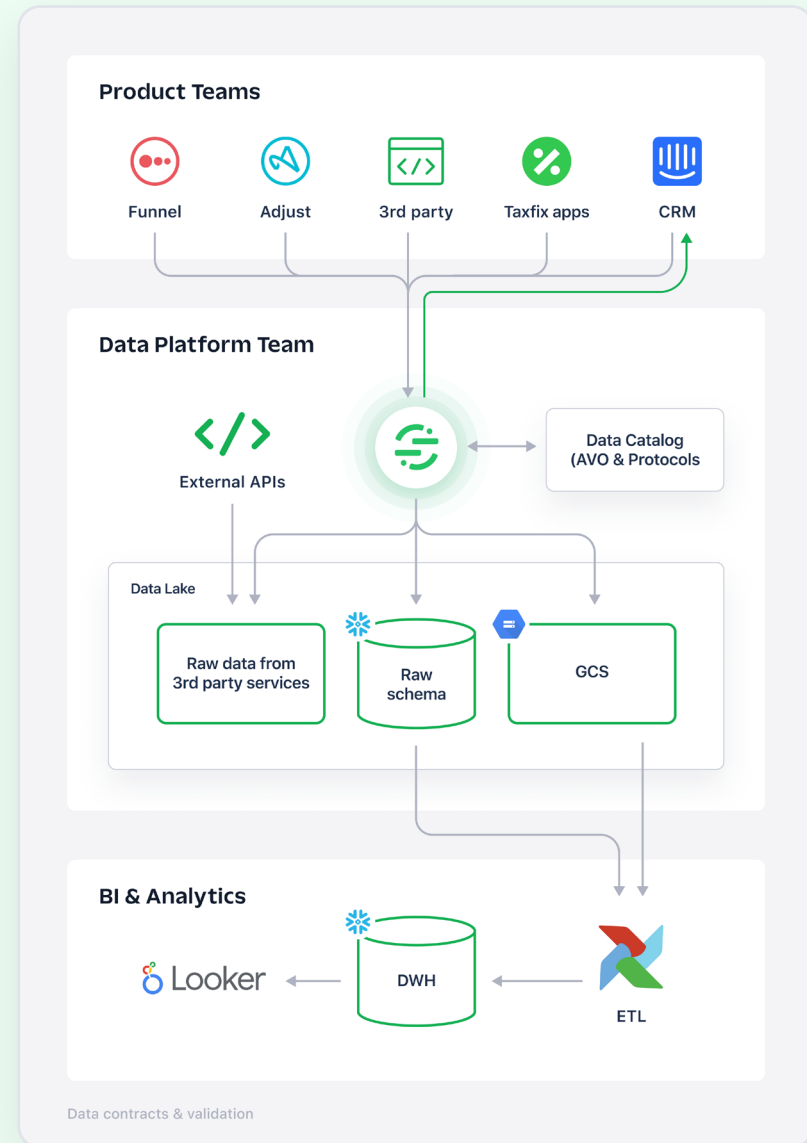 Product Teams
Funnel
Adjust
3rd party
Taxfix apps
CRM
Data Platform Team
External APIs
Data Catalog
(AVO & Protocols
Data Lake
Raw data from
3rd party services
Raw
schema
GCS
BI & Analytics
Looker
DWH
ETL
Data contracts & validation